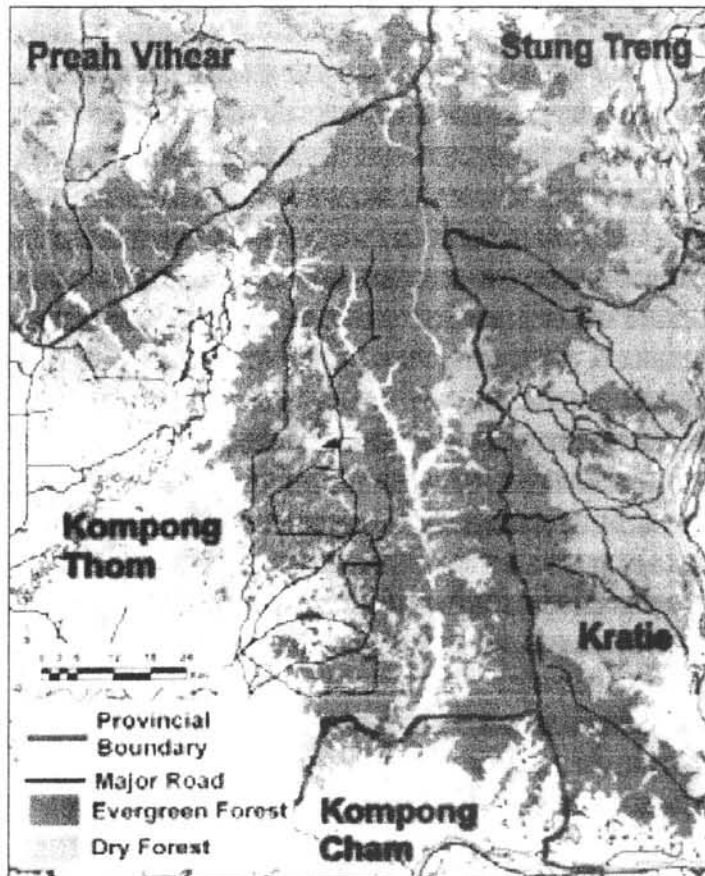 Preah Vihear
Stung Treng
Kompong
Thom
Kratie
Provincial
Boundary
Major Road
Evergreen Forest
Dry Forest
Kompong
Cham